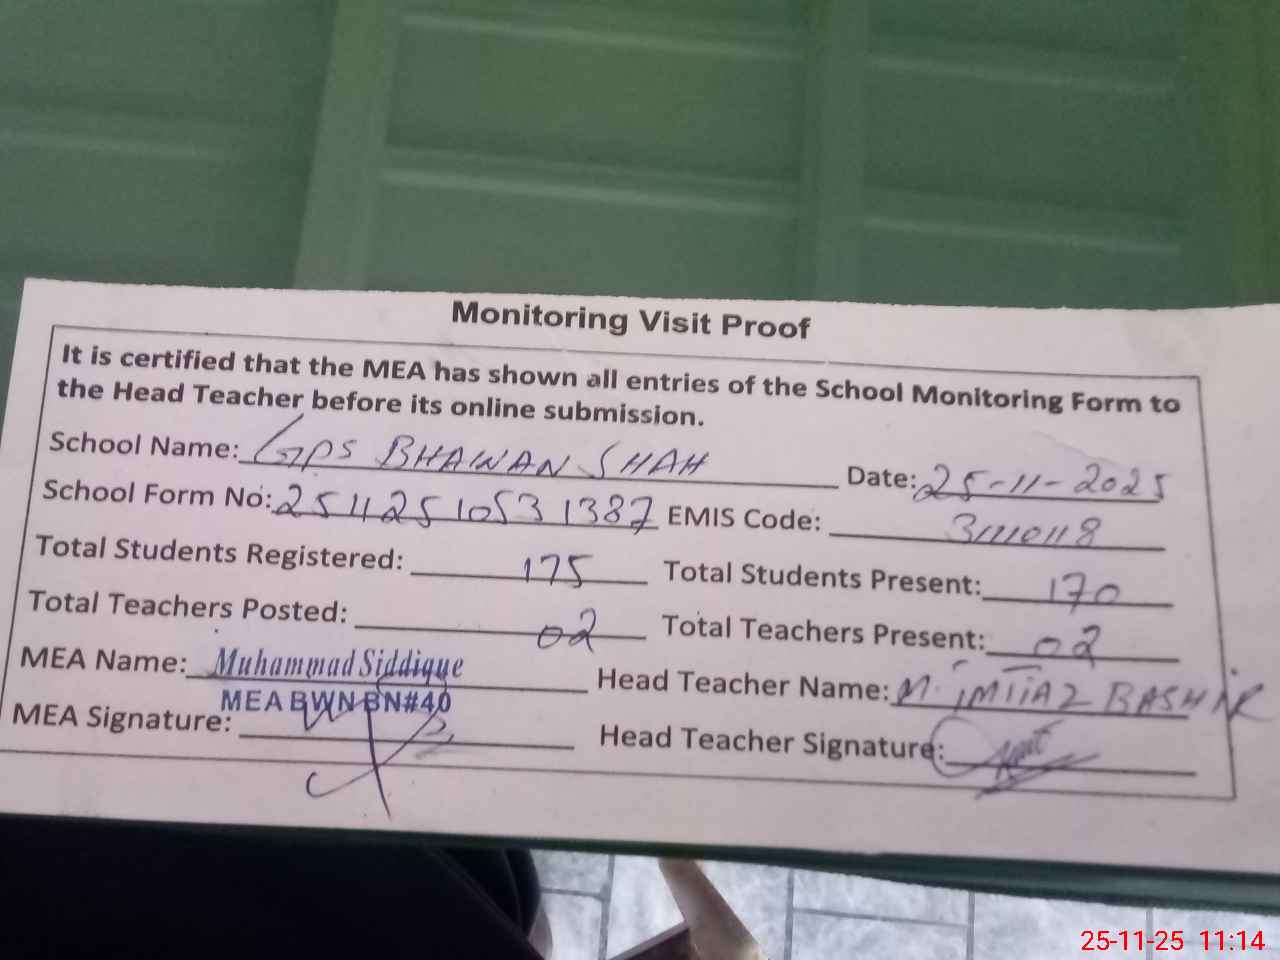 Monitoring Visit Proof
It is certified that the MEA has shown all entries of the School Monitoring Form to
the Head Teacher before its online submission.
School Name: GPS BHAWAN SHAH Date: 25-11-2025
School Form No: 25112510531387 EMIS Code: 31110118
Total Students Registered: 175 Total Students Present: 170
Total Teachers Posted: 02 Total Teachers Present: 02
MEA Name: Muhammad Siddique Head Teacher Name: M. IMTIAZ BASHIR
MEA BWN BN#40
MEA Signature: Head Teacher Signature:
25-11-25 11:14